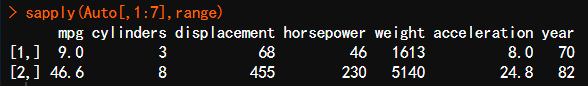 > sapply(Auto[,1:7],range)
mpg cylinders displacement horsepower weight acceleration year
[1,] 9.0 3 68 46 1613 8.0 70
[2,] 46.6 8 455 230 5140 24.8 82